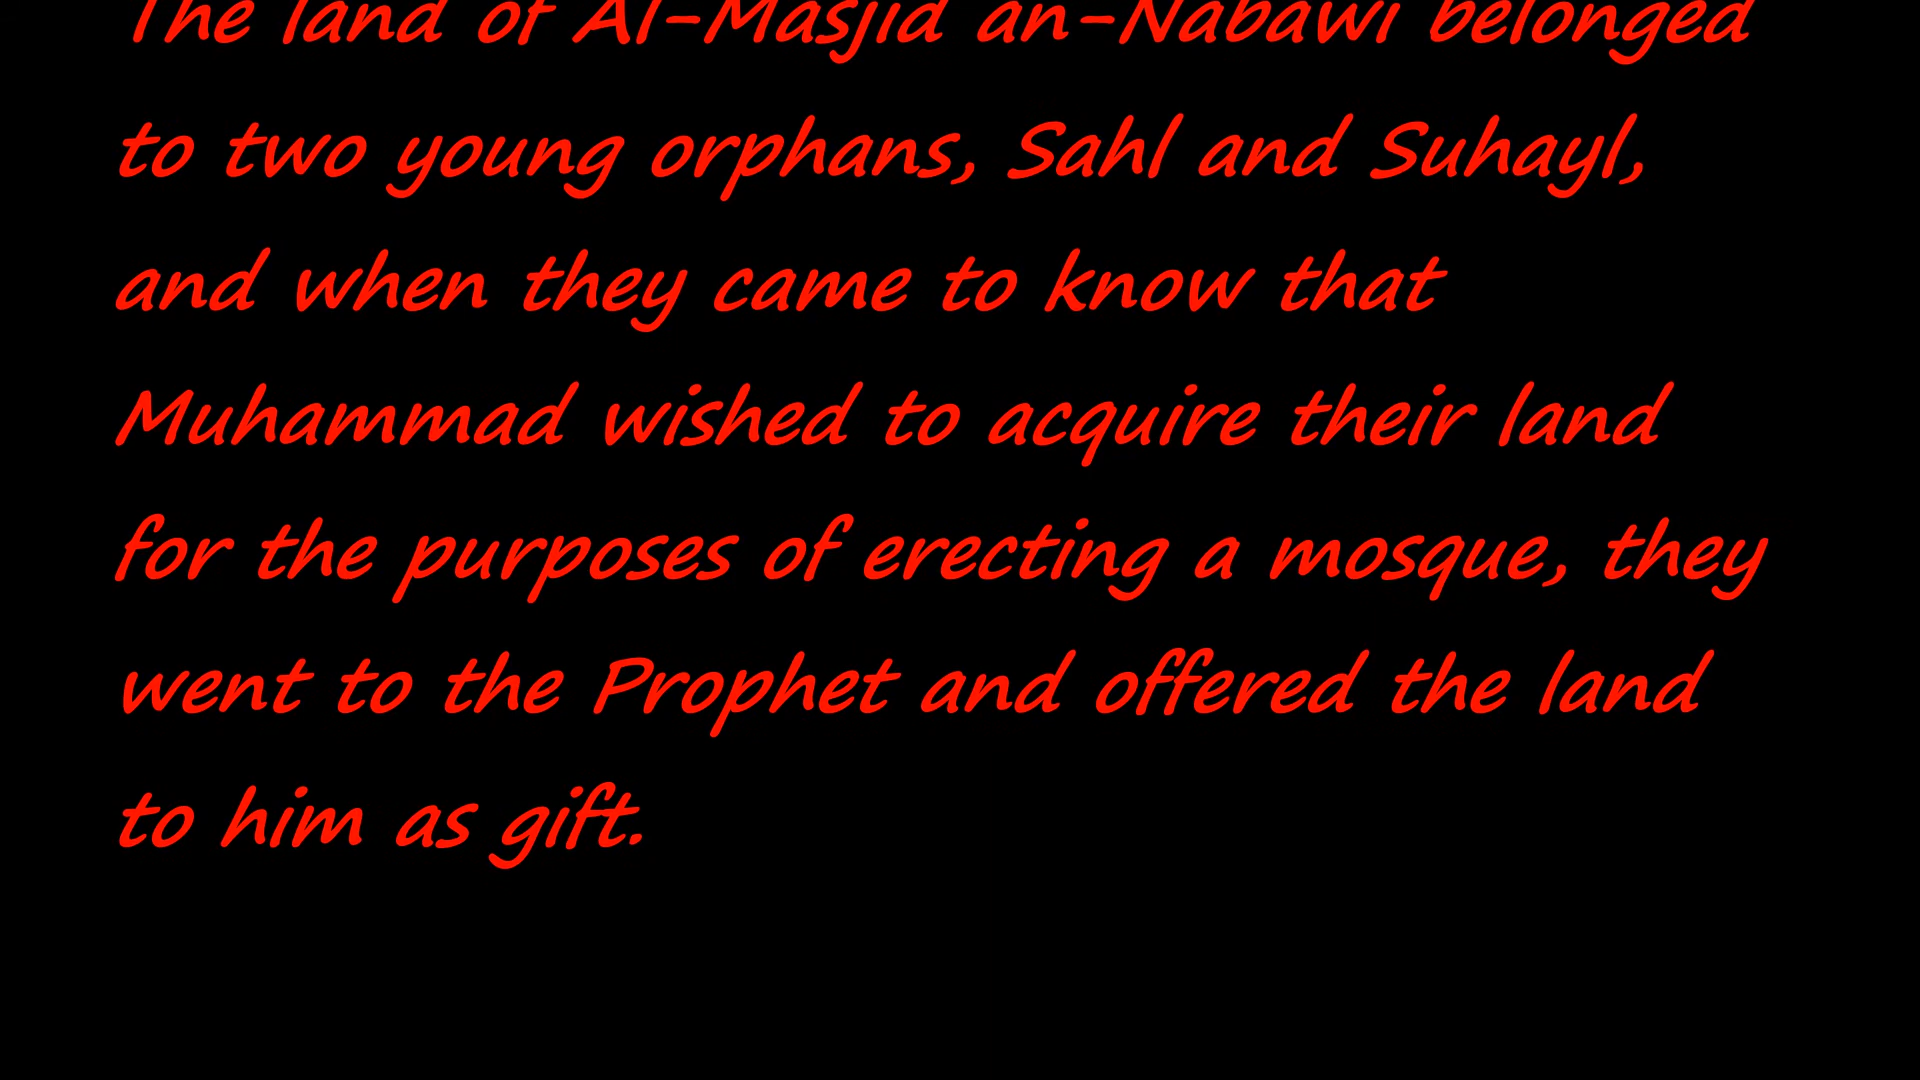 The land of Al-Masjid an-Nabawi belonged
to two young orphans, Sahl and Suhayl,
and when they came to know that
Muhammad wished to acquire their land
for the purposes of erecting a mosque, they
went to the Prophet and offered the land
to him as gift.